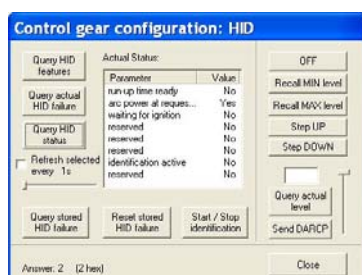 Control gear configuration: HID
Query HID
features
Query actual
HID failure
Query HID
status
Refresh selected
every 1s
Actual Status:
Parameter Value
run-up time ready No
arc power at reques... Yes
waiting for ignition No
reserved No
reserved No
reserved No
identification active No
reserved No
Query stored
HID failure
Reset stored
HID failure
Start / Stop
identification
OFF
Recall MIN level
Recall MAX level
Step UP
Step DOWN
Query actual
level
Send DARCP
Answer: 2 (2 hex)
Close